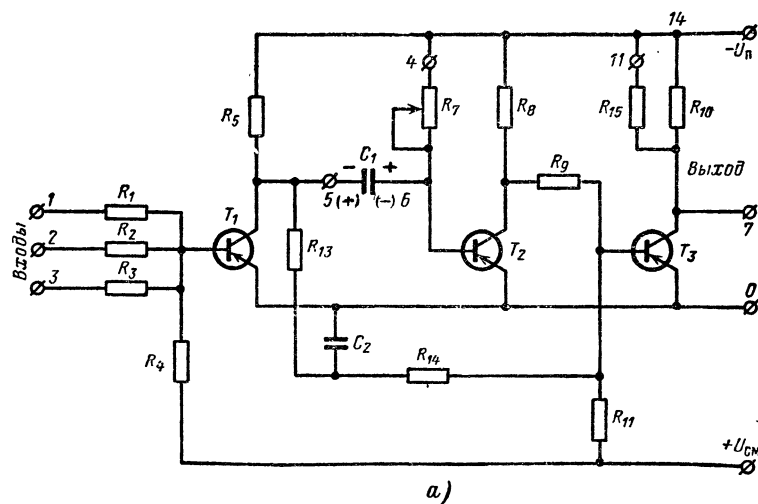 14
-Uп
4
11
R5
R7
R8
R15
R10
C1
- +
5 (+) (-) 6
R9
Выход
Входы
1 R1
2 R2
3 R3
T1
R13
T2
T3
7
0
C2
R4
R14
R11
+Uсм
а)